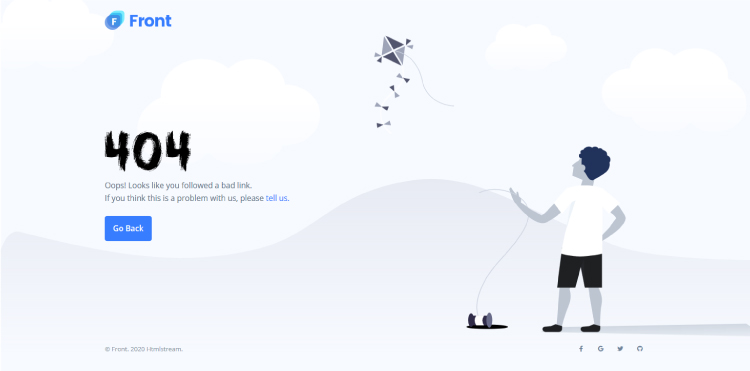 Front
404
Oops! Looks like you followed a bad link.
If you think this is a problem with us, please tell us.
Go Back
© Front. 2020 Htmlstream.